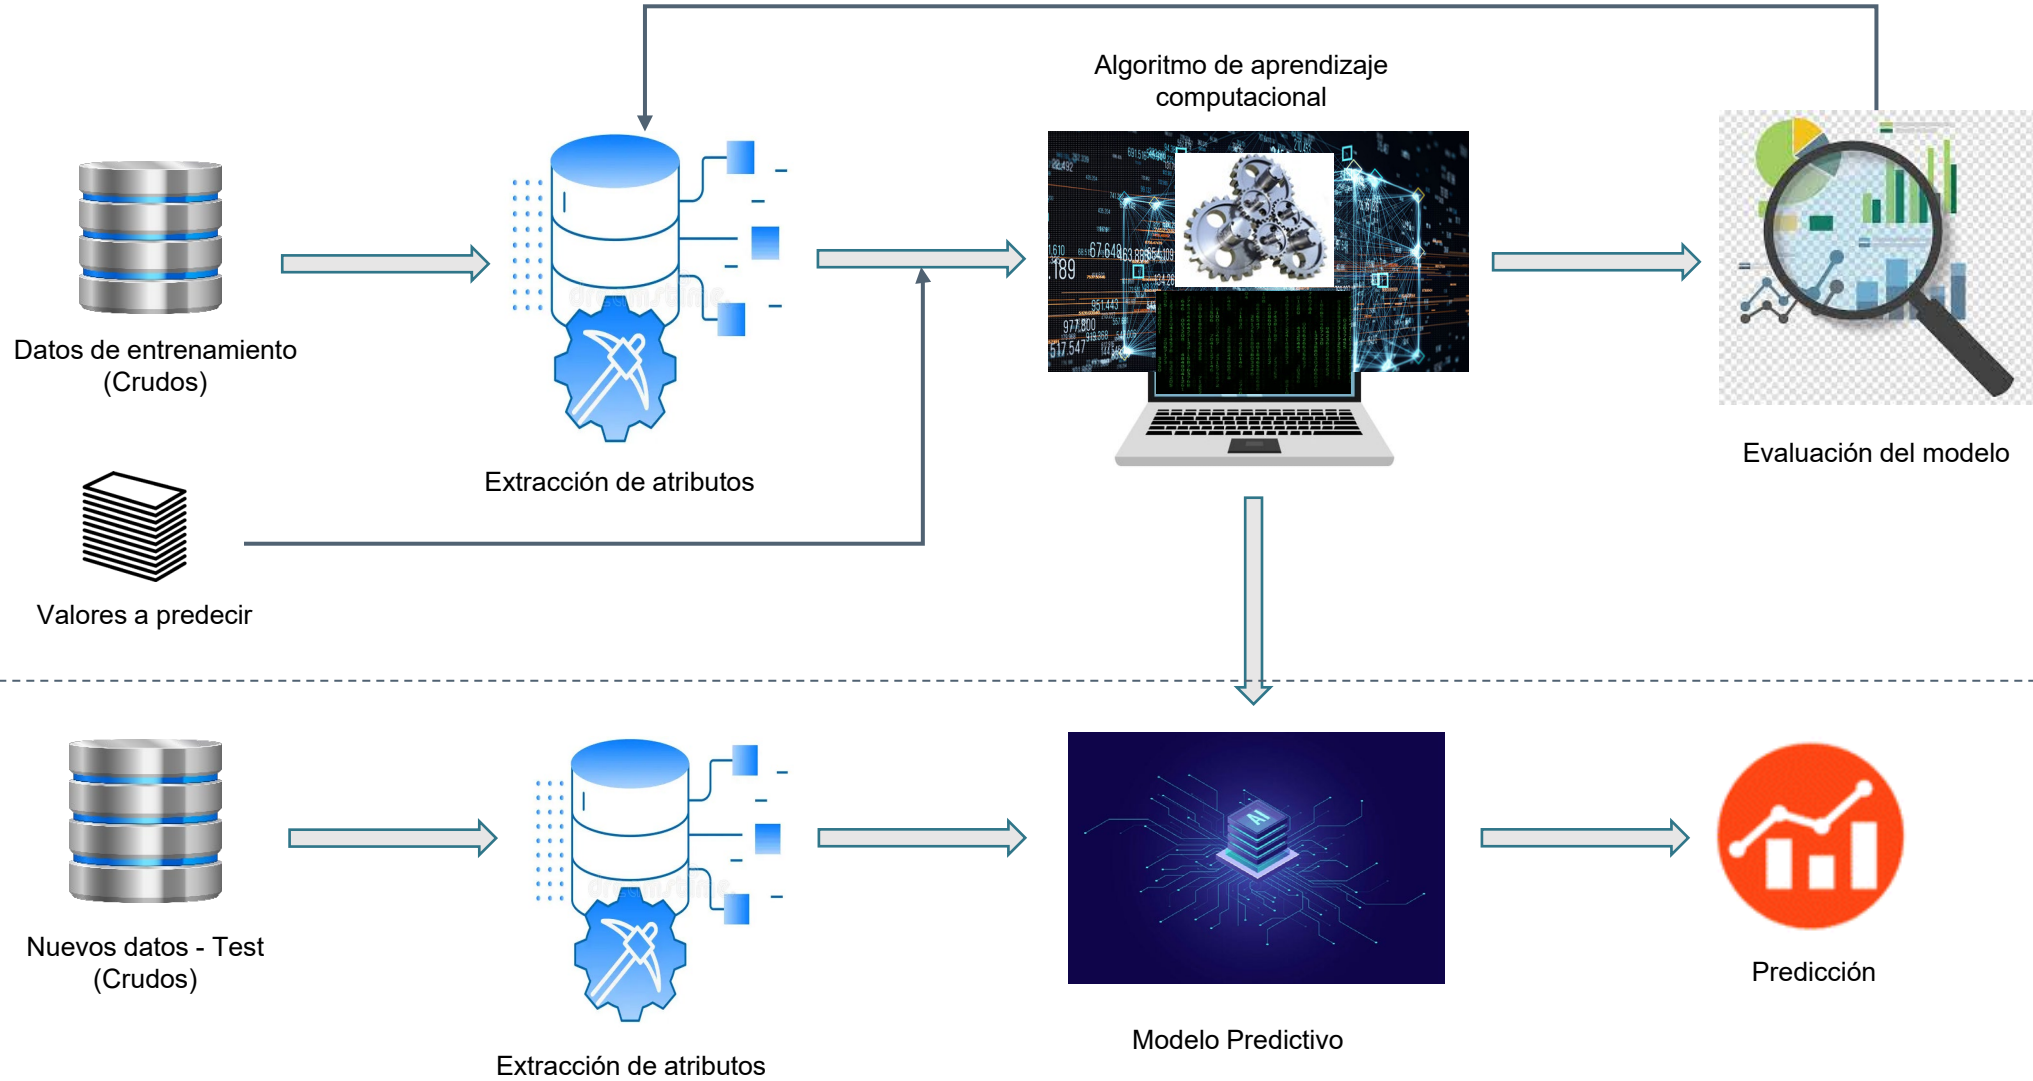 Algoritmo de aprendizaje
computacional
Datos de entrenamiento
(Crudos)
Extracción de atributos
Evaluación del modelo
Valores a predecir
Nuevos datos - Test
(Crudos)
Extracción de atributos
AI
Modelo Predictivo
Predicción